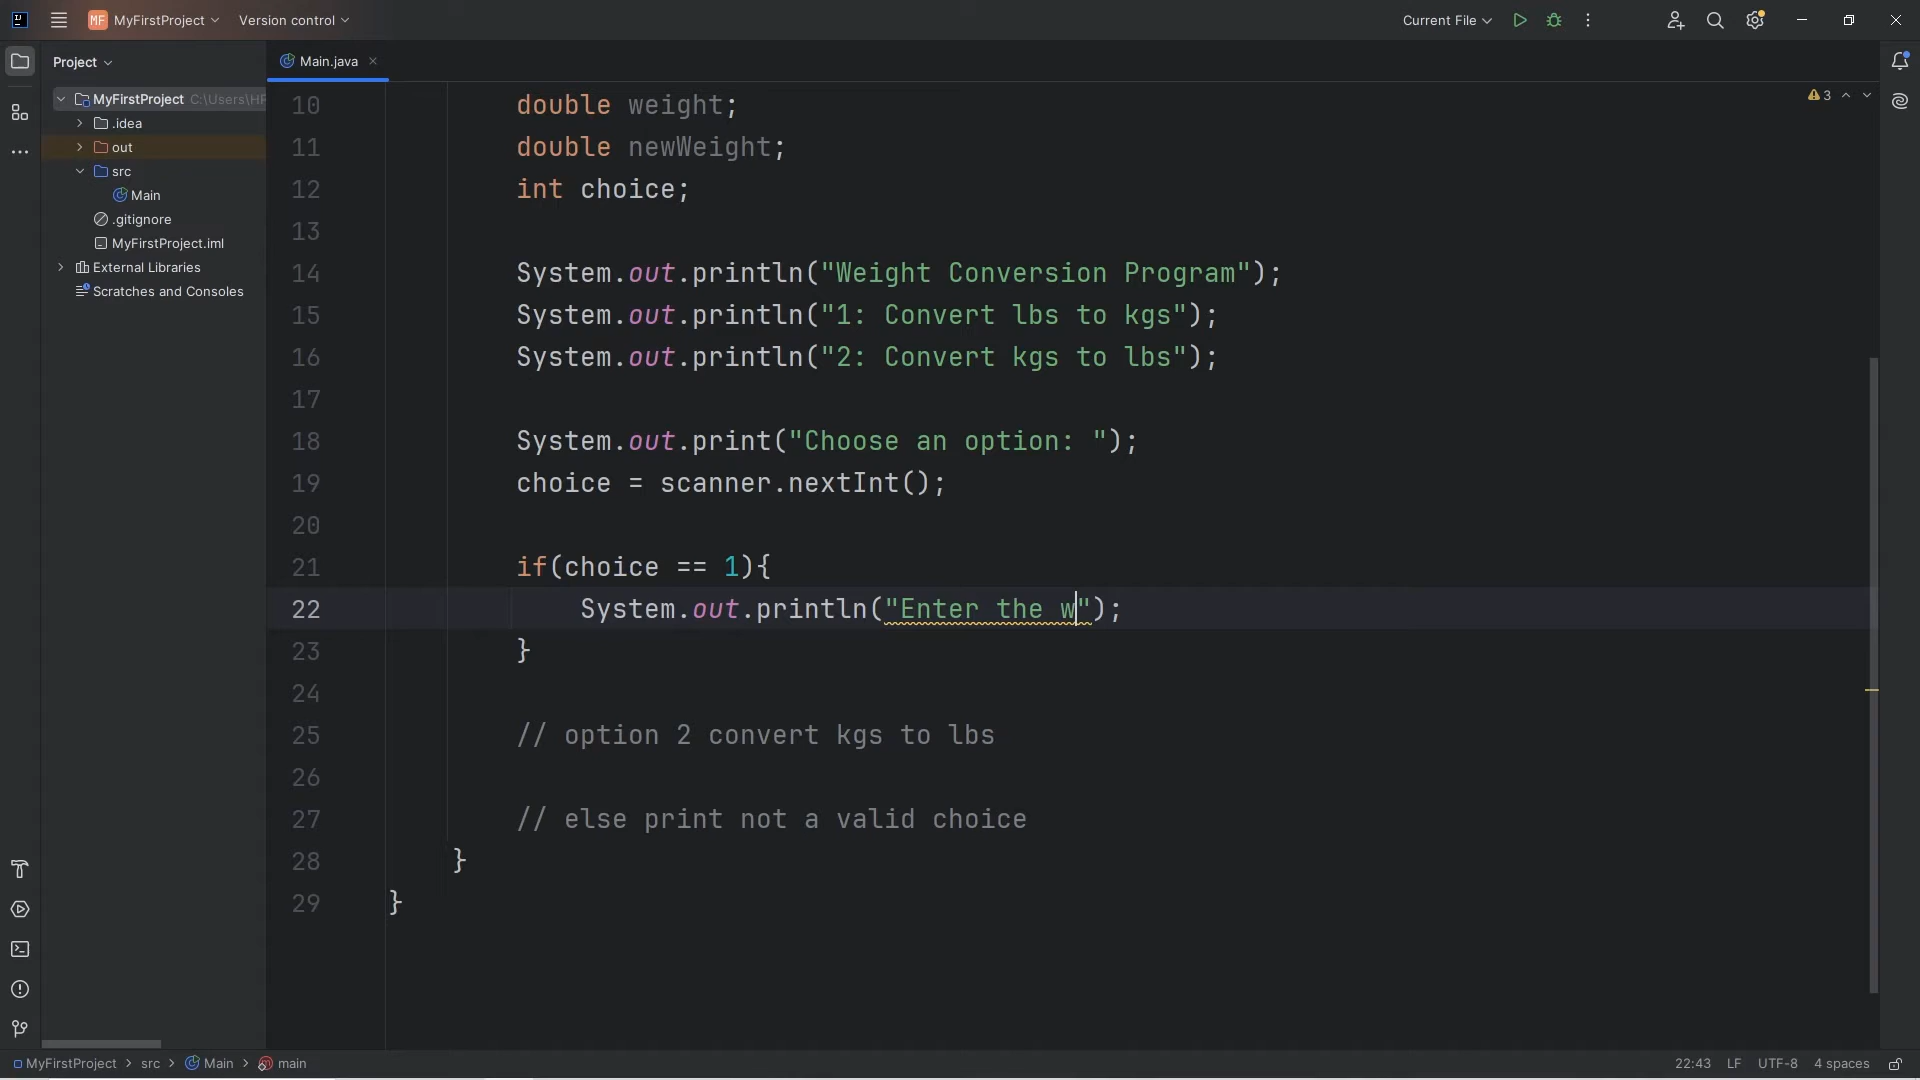 MF MyFirstProject Version control Current File
Project
Main.java
MyFirstProject C:\Users\HP
.idea
out
src
Main
.gitignore
MyFirstProject.iml
External Libraries
Scratches and Consoles
3
10 double weight;
11 double newWeight;
12 int choice;
13
14 System.out.println("Weight Conversion Program");
15 System.out.println("1: Convert lbs to kgs");
16 System.out.println("2: Convert kgs to lbs");
17
18 System.out.print("Choose an option: ");
19 choice = scanner.nextInt();
20
21 if(choice == 1){
22 System.out.println("Enter the w");
23 }
24
25 // option 2 convert kgs to lbs
26
27 // else print not a valid choice
28 }
29 }
MyFirstProject > src > Main > main 22:43 LF UTF-8 4 spaces